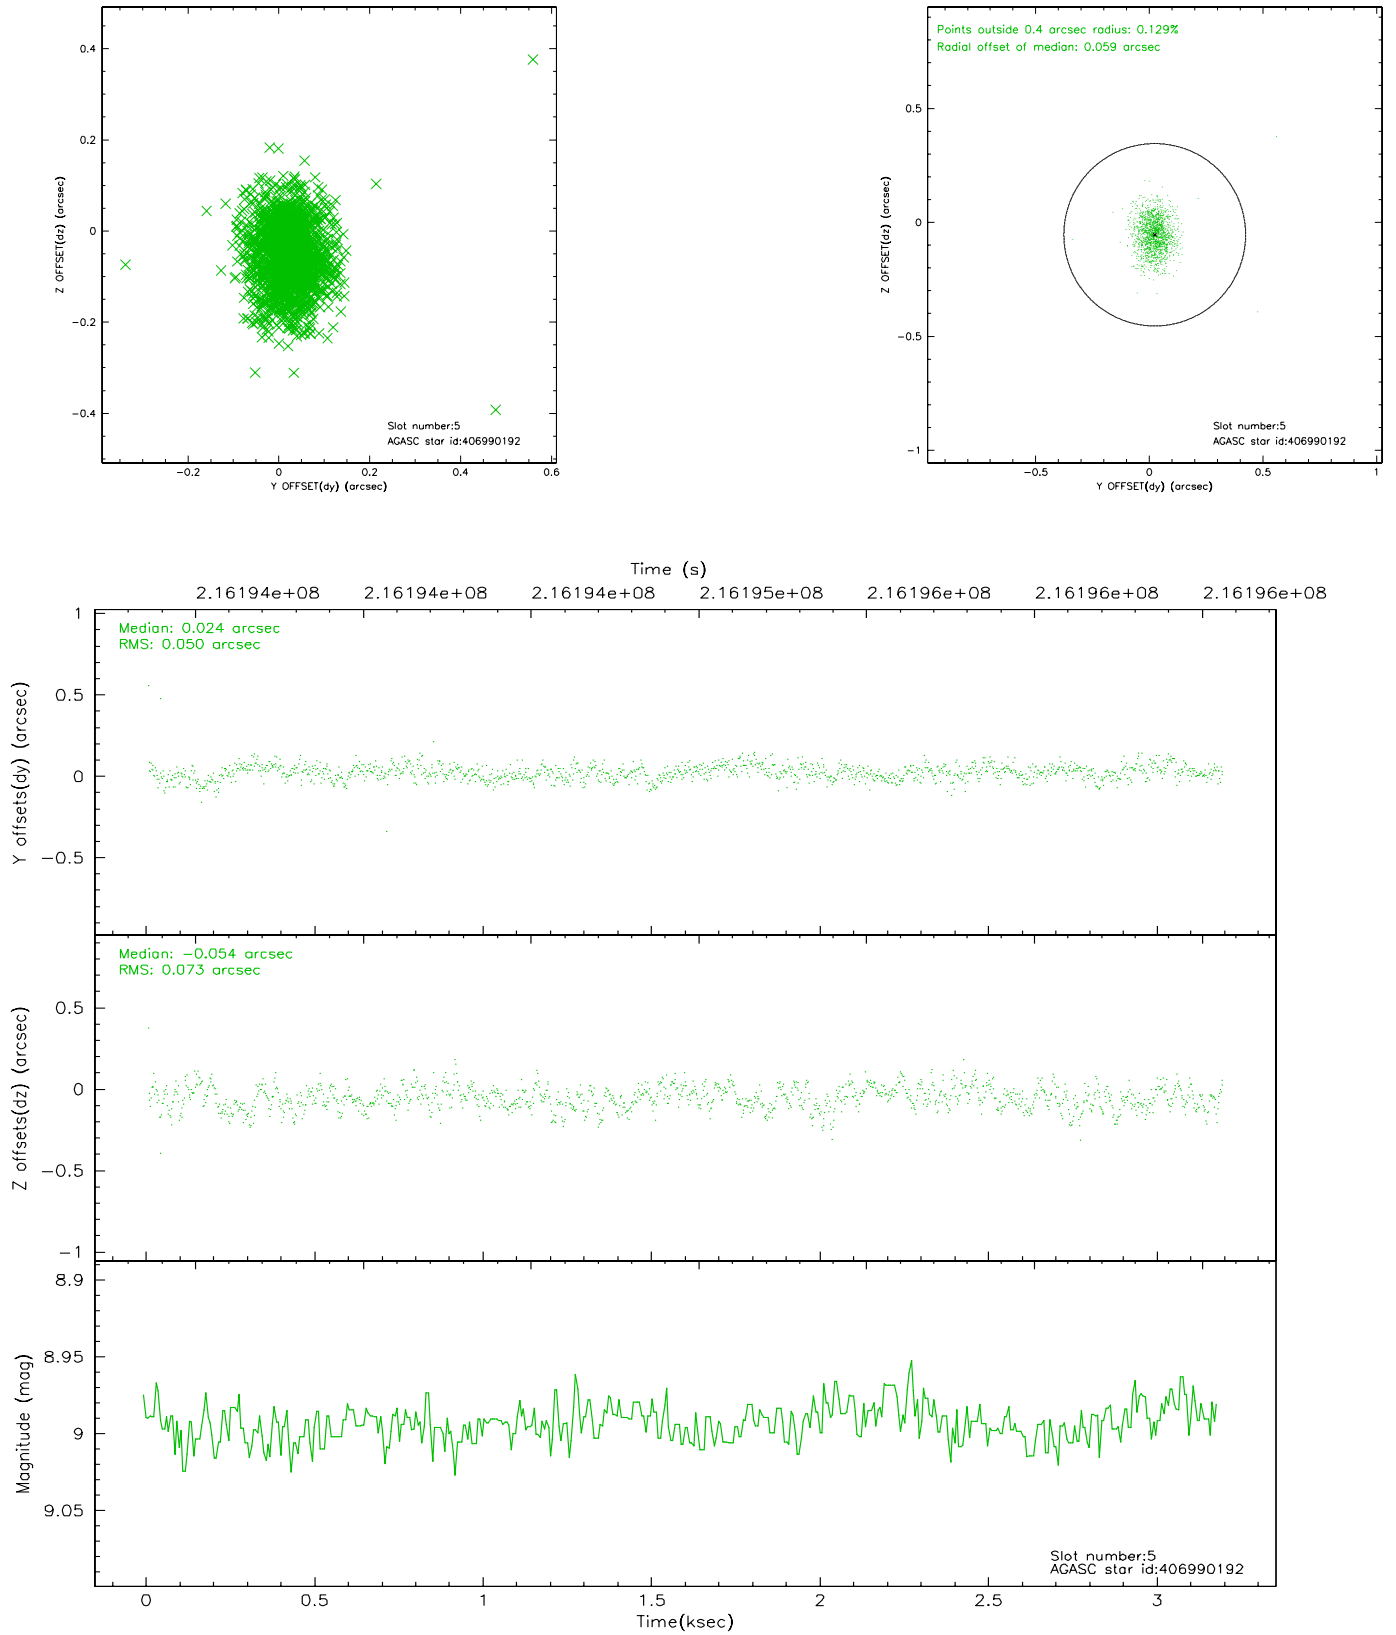 0.4
0.2
0
−0.2
−0.4
Z OFFSET(dz) (arcsec)
Slot number:5
AGASC star id:406990192
−0.2
0
0.2
0.4
0.6
Y OFFSET(dy) (arcsec)
Points outside 0.4 arcsec radius: 0.129%
Radial offset of median: 0.059 arcsec
0.5
0
−0.5
−1
Z OFFSET(dz) (arcsec)
Slot number:5
AGASC star id:406990192
−0.5
0
0.5
1
Y OFFSET(dy) (arcsec)
Time (s)
2.16194e+08
2.16194e+08
2.16194e+08
2.16195e+08
2.16196e+08
2.16196e+08
2.16196e+08
Median: 0.024 arcsec
RMS: 0.050 arcsec
1
0.5
0
−0.5
Y offsets(dy) (arcsec)
Median: −0.054 arcsec
RMS: 0.073 arcsec
0.5
0
−0.5
−1
Z offsets(dz) (arcsec)
8.9
8.95
9
9.05
Magnitude (mag)
Slot number:5
AGASC star id:406990192
0
0.5
1
1.5
2
2.5
3
Time(ksec)